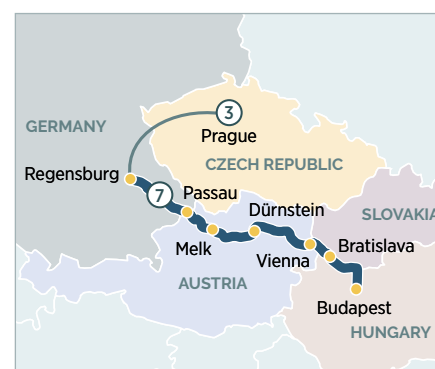 3
Prague
GERMANY
CZECH REPUBLIC
Regensburg
7
Passau
Dürnstein
SLOVAKIA
Melk
Vienna
Bratislava
AUSTRIA
Budapest
HUNGARY